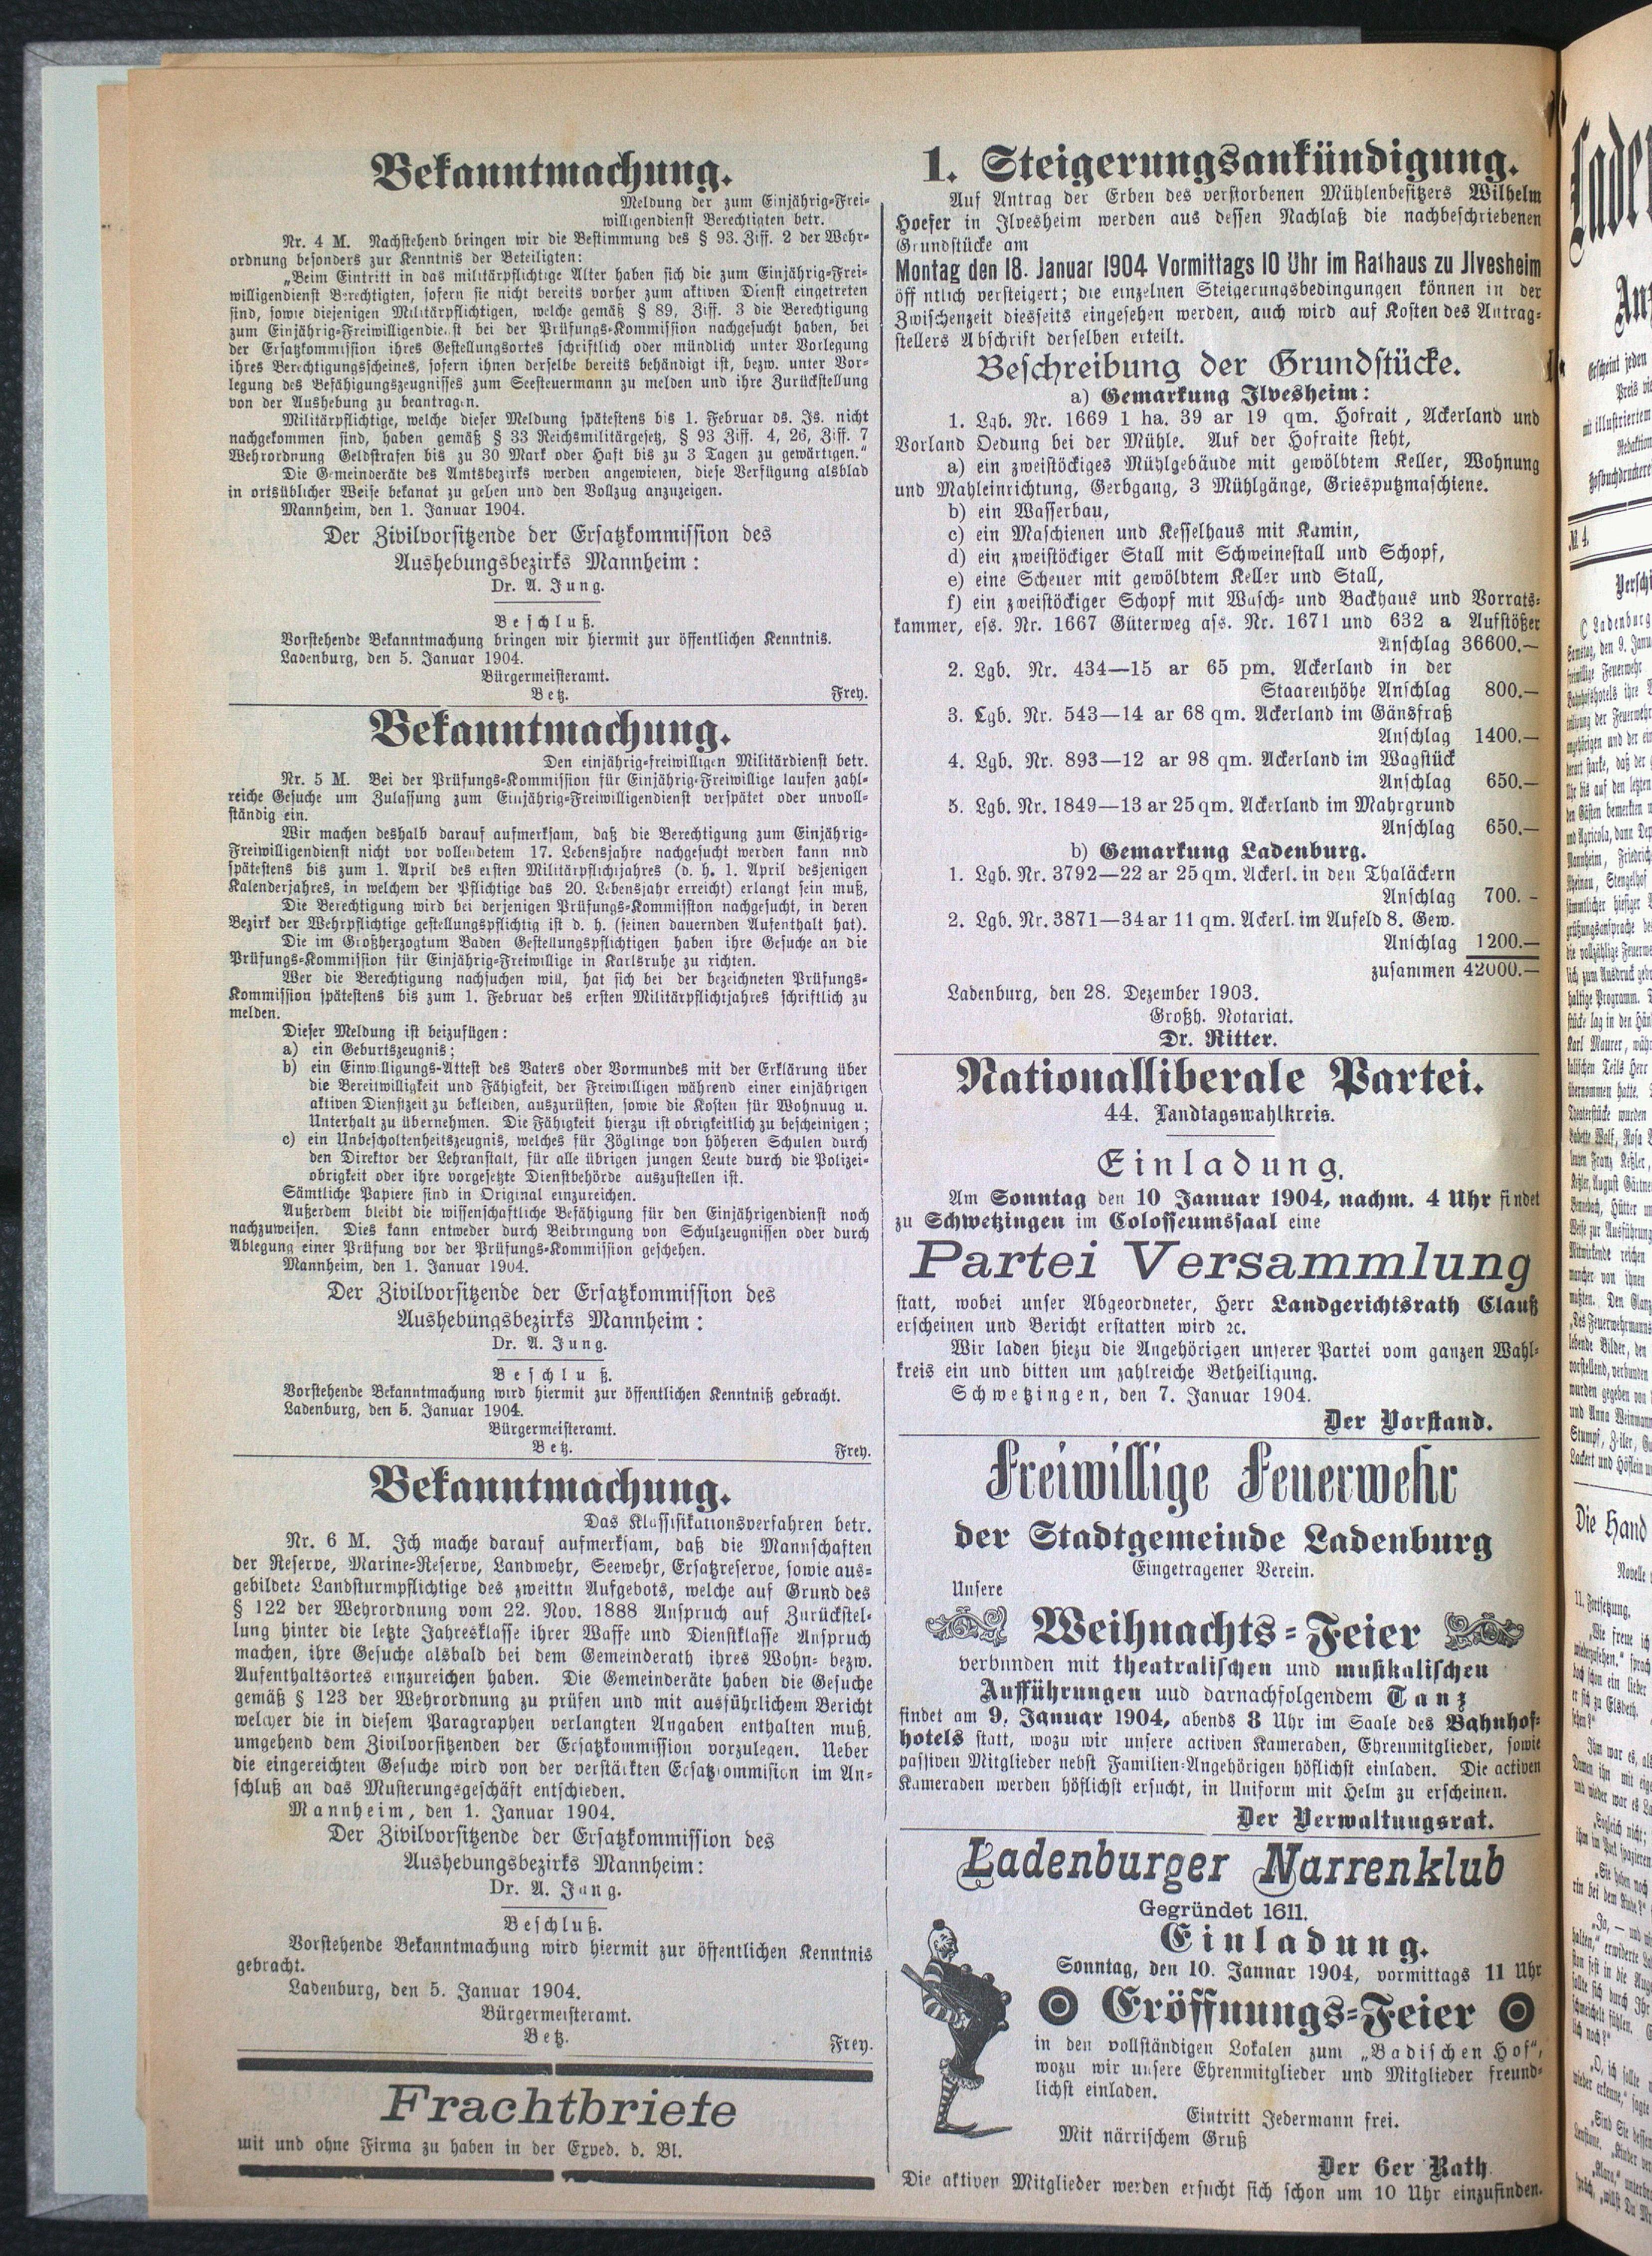 Bekanntmachung.
Meldung der zum Einjährig-Frei-
willigendienst Berechtigten betr.
Nr. 4 M. Nachstehend bringen wir die Bestimmung des § 93. Ziff. 2 der Wehr-
ordnung besonders zur Kenntnis der Beteiligten:
„Beim Eintritt in das militärpflichtige Alter haben sich die zum Einjährig-Frei-
willigendienst Berechtigten, sofern sie nicht bereits vorher zum aktiven Dienst eingetreten
sind, sowie diejenigen Militärpflichtigen, welche gemäß § 89, Ziff. 3 die Berechtigung
zum Einjährig-Freiwilligendienst bei der Prüfungs-Kommission nachgesucht haben, bei
der Ersatzkommission ihres Gestellungsortes schriftlich oder mündlich unter Vorlegung
ihres Berechtigungsscheines, sofern ihnen derselbe bereits behändigt ist, bezw. unter Vor-
legung des Befähigungszeugnisses zum Seesteuermann zu melden und ihre Zurückstellung
von der Aushebung zu beantragen.
Militärpflichtige, welche dieser Meldung spätestens bis 1. Februar ds. Js. nicht
nachgekommen sind, haben gemäß § 33 Reichsmilitärgesetz, § 93 Ziff. 4, 26, Ziff. 7
Wehrordnung Geldstrafen bis zu 30 Mark oder Haft bis zu 3 Tagen zu gewärtigen."
Die Gemeinderäte des Amtsbezirks werden angewiesen, diese Verfügung alsblad
in ortsüblicher Weise bekanat zu geben und den Vollzug anzuzeigen.
Mannheim, den 1. Januar 1904.
Der Zivilvorsitzende der Ersatzkommission des
Aushebungsbezirks Mannheim:
Dr. A. Jung.
Beschluß.
Vorstehende Bekanntmachung bringen wir hiermit zur öffentlichen Kenntnis.
Ladenburg, den 5. Januar 1904.
Bürgermeisteramt.
Betz. Frey.
Bekanntmachung.
Den einjährig-freiwilligen Militärdienst betr.
Nr. 5 M. Bei der Prüfungs-Kommission für Einjährig-Freiwillige laufen zahl-
reiche Gesuche um Zulassung zum Einjährig-Freiwilligendienst verspätet oder unvoll-
ständig ein.
Wir machen deshalb darauf aufmerksam, daß die Berechtigung zum Einjährig-
Freiwilligendienst nicht vor vollendetem 17. Lebensjahre nachgesucht werden kann nnd
spätestens bis zum 1. April des ersten Militärpflichtjahres (d. h. 1. April desjenigen
Kalenderjahres, in welchem der Pflichtige das 20. Lebensjahr erreicht) erlangt sein muß,
Die Berechtigung wird bei derjenigen Prüfungs-Kommission nachgesucht, in deren
Bezirk der Wehrpflichtige gestellungspflichtig ist d. h. (seinen dauernden Aufenthalt hat).
Die im Großherzogtum Baden Gestellungspflichtigen haben ihre Gesuche an die
Prüfungs-Kommission für Einjährig-Freiwillige in Karlsruhe zu richten.
Wer die Berechtigung nachsuchen will, hat sich bei der bezeichneten Prüfungs-
Kommission spätestens bis zum 1. Februar des ersten Militärpflichtjahres schriftlich zu
melden.
Dieser Meldung ist beizufügen:
a) ein Geburtszeugnis;
b) ein Einwilligungs-Attest des Vaters oder Vormundes mit der Erklärung über
die Bereitwilligkeit und Fähigkeit, der Freiwilligen während einer einjährigen
aktiven Dienstzeit zu bekleiden, auszurüsten, sowie die Kosten für Wohnuug u.
Unterhalt zu übernehmen. Die Fähigkeit hierzu ist obrigkeitlich zu bescheinigen;
c) ein Unbescholtenheitszeugnis, welches für Zöglinge von höheren Schulen durch
den Direktor der Lehranstalt, für alle übrigen jungen Leute durch die Polizei-
obrigkeit oder ihre vorgesetzte Dienstbehörde auszustellen ist.
Sämtliche Papiere sind in Original einzureichen.
Außerdem bleibt die wissenschaftliche Befähigung für den Einjährigendienst noch
nachzuweisen. Dies kann entweder durch Beibringung von Schulzeugnissen oder durch
Ablegung einer Prüfung vor der Prüfungs-Kommission geschehen.
Mannheim, den 1. Januar 1904.
Der Zivilvorsitzende der Ersatzkommission des
Aushebungsbezirks Mannheim:
Dr. A. Jung.
Beschluß.
Vorstehende Bekanntmachung wird hiermit zur öffentlichen Kenntniß gebracht.
Ladenburg, den 5. Januar 1904.
Bürgermeisteramt.
Betz. Frey.
Bekanntmachung.
Das Klassifikationsverfahren betr.
Nr. 6 M. Ich mache darauf aufmerksam, daß die Mannschaften
der Reserve, Marine-Reserve, Landwehr, Seewehr, Ersatzreserve, sowie aus-
gebildete Landsturmpflichtige des zweittn Aufgebots, welche auf Grund des
§ 122 der Wehrordnung vom 22. Nov. 1888 Anspruch auf Zurückstel-
lung hinter die letzte Jahresklasse ihrer Waffe und Dienstklasse Anspruch
machen, ihre Gesuche alsbald bei dem Gemeinderath ihres Wohn- bezw.
Aufenthaltsortes einzureichen haben. Die Gemeinderäte haben die Gesuche
gemäß § 123 der Wehrordnung zu prüfen und mit ausführlichem Bericht
welcher die in diesem Paragraphen verlangten Angaben enthalten muß,
umgehend dem Zivilvorsitzenden der Ersatzkommission vorzulegen. Ueber
die eingereichten Gesuche wird von der verstärkten Ersatzkommision im An-
schluß an das Musterungsgeschäft entschieden.
Mannheim, den 1. Januar 1904.
Der Zivilvorsitzende der Ersatzkommission des
Aushebungsbezirks Mannheim:
Dr. A. Jung.
Beschluß.
Vorstehende Bekanntmachung wird hiermit zur öffentlichen Kenntnis
gebracht.
Ladenburg, den 5. Januar 1904.
Bürgermeisteramt.
Betz. Frey.
Frachtbriefe
mit und ohne Firma zu haben in der Exped. d. Bl.
1. Steigerungsankündigung.
Auf Antrag der Erben des verstorbenen Mühlenbesitzers Wilhelm
Hoefer in Ilvesheim werden aus dessen Nachlaß die nachbeschriebenen
Grundstücke am
Montag den 18. Januar 1904 Vormittags 10 Uhr im Rathaus zu Ilvesheim
öff ntlich versteigert; die einzelnen Steigerungsbedingungen können in der
Zwischenzeit diesseits eingesehen werden, auch wird auf Kosten des Antrag-
stellers Abschrift derselben erteilt.
Beschreibung der Grundstücke.
a) Gemarkung Ilvesheim:
1. Lgb. Nr. 1669 1 ha. 39 ar 19 qm. Hofrait, Ackerland und
Vorland Oedung bei der Mühle. Auf der Hofraite steht,
a) ein zweistöckiges Mühlgebäude mit gewölbtem Keller, Wohnung
und Mahleinrichtung, Gerbgang, 3 Mühlgänge, Griesputzmaschiene.
b) ein Wasserbau,
c) ein Maschienen und Kesselhaus mit Kamin,
d) ein zweistöckiger Stall mit Schweinestall und Schopf,
e) eine Scheuer mit gewölbtem Keller und Stall,
f) ein zweistöckiger Schopf mit Wasch- und Backhaus und Vorrats-
kammer, efs. Nr. 1667 Güterweg afs. Nr. 1671 und 632 a Aufstößer
Anschlag 36600.—
2. Lgb. Nr. 434—15 ar 65 pm. Ackerland in der
Staarenhöhe Anschlag 800.—
3. Lgb. Nr. 543—14 ar 68 qm. Ackerland im Gänsfraß
Anschlag 1400.—
4. Lgb. Nr. 893—12 ar 98 qm. Ackerland im Wagstück
Anschlag 650.—
5. Lgb. Nr. 1849—13 ar 25 qm. Ackerland im Mahrgrund
Anschlag 650.—
b) Gemarkung Ladenburg.
1. Lgb. Nr. 3792—22 ar 25 qm. Ackerl. in den Thaläckern
Anschlag 700.-
2. Lgb. Nr. 3871—34 ar 11 qm. Ackerl. im Aufeld 8. Gew.
Anschlag 1200.—
zusammen 42000.—
Ladenburg, den 28. Dezember 1903.
Großh. Notariat.
Dr. Ritter.
Nationalliberale Partei.
44. Landtagswahlkreis.
Einladung.
Am Sonntag den 10 Januar 1904, nachm. 4 Uhr findet
zu Schwetzingen im Colosseumssaal eine
Partei Versammlung
statt, wobei unser Abgeordneter, Herr Landgerichtsrath Clauß
erscheinen und Bericht erstatten wird ꝛc.
Wir laden hiezu die Angehörigen unserer Partei vom ganzen Wahl-
kreis ein und bitten um zahlreiche Betheiligung.
Schwetzingen, den 7. Januar 1904.
Der Vorstand.
Freiwillige Feuerwehr
der Stadtgemeinde Ladenburg
Eingetragener Verein.
Unsere
Weihnachts-Feier
verbunden mit theatralischen und musikalischen
Aufführungen und darnachfolgendem Tanz
findet am 9. Januar 1904, abends 8 Uhr im Saale des Bahnhof-
hotels statt, wozu wir unsere activen Kameraden, Ehrenmitglieder, sowie
passiven Mitglieder nebst Familien-Angehörigen höflichst einladen. Die activen
Kameraden werden höflichst ersucht, in Uniform mit Helm zu erscheinen.
Der Verwaltungsrat.
Ladenburger Narrenklub
Gegründet 1611.
Einladung.
Sonntag, den 10. Januar 1904, vormittags 11 Uhr
Eröffnungs-Feier
in den vollständigen Lokalen zum „Badischen Hof",
wozu wir unsere Ehrenmitglieder und Mitglieder freund-
lichst einladen.
Eintritt Jedermann frei.
Mit närrischem Gruß
Der 6er Rath
Die aktiven Mitglieder werden ersucht sich schon um 10 Uhr einzufinden.